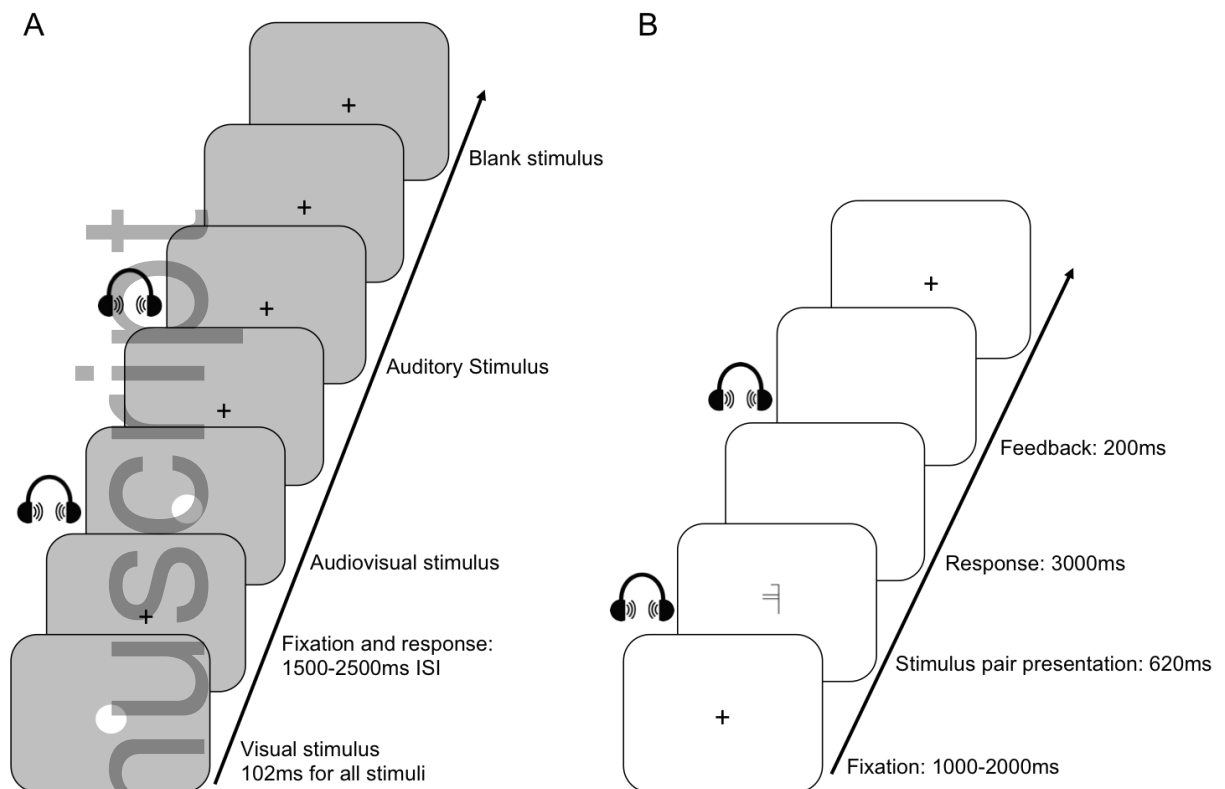 A
B
Blank stimulus
Auditory Stimulus
Audiovisual stimulus
Fixation and response:
1500-2500ms ISI
Visual stimulus
102ms for all stimuli
Feedback: 200ms
Response: 3000ms
Stimulus pair presentation: 620ms
Fixation: 1000-2000ms
nuscript